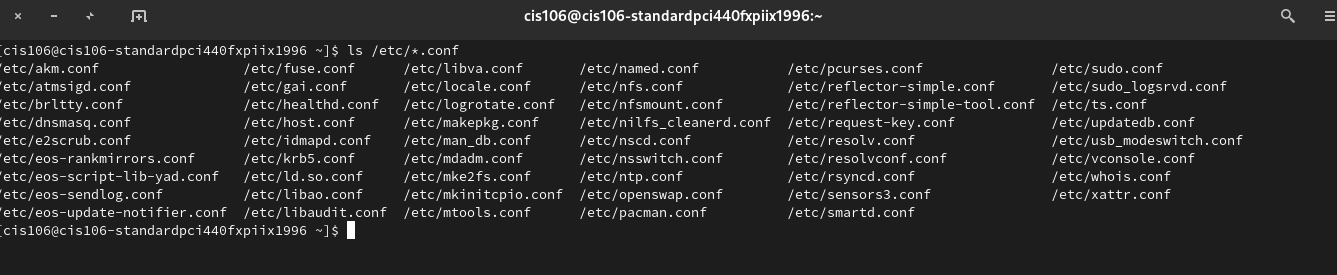 cis106@cis106-standardpci440fxpiix1996:~
[cis106@cis106-standardpci440fxpiix1996 ~]$ ls /etc/*.conf
/etc/akm.conf /etc/fuse.conf /etc/libva.conf /etc/named.conf /etc/pcurses.conf /etc/sudo.conf
/etc/atmsigd.conf /etc/gai.conf /etc/locale.conf /etc/nfs.conf /etc/reflector-simple.conf /etc/sudo_logsrvd.conf
/etc/brltty.conf /etc/healthd.conf /etc/logrotate.conf /etc/nfsmount.conf /etc/reflector-simple-tool.conf /etc/ts.conf
/etc/dnsmasq.conf /etc/host.conf /etc/makepkg.conf /etc/nilfs_cleanerd.conf /etc/request-key.conf /etc/updatedb.conf
/etc/e2scrub.conf /etc/idmapd.conf /etc/man_db.conf /etc/nscd.conf /etc/resolv.conf /etc/usb_modeswitch.conf
/etc/eos-rankmirrors.conf /etc/krb5.conf /etc/mdadm.conf /etc/nsswitch.conf /etc/resolvconf.conf /etc/vconsole.conf
/etc/eos-script-lib-yad.conf /etc/ld.so.conf /etc/mke2fs.conf /etc/ntp.conf /etc/rsyncd.conf /etc/whois.conf
/etc/eos-sendlog.conf /etc/libao.conf /etc/mkinitcpio.conf /etc/openswap.conf /etc/sensors3.conf /etc/xattr.conf
/etc/eos-update-notifier.conf /etc/libaudit.conf /etc/mtools.conf /etc/pacman.conf /etc/smartd.conf
[cis106@cis106-standardpci440fxpiix1996 ~]$